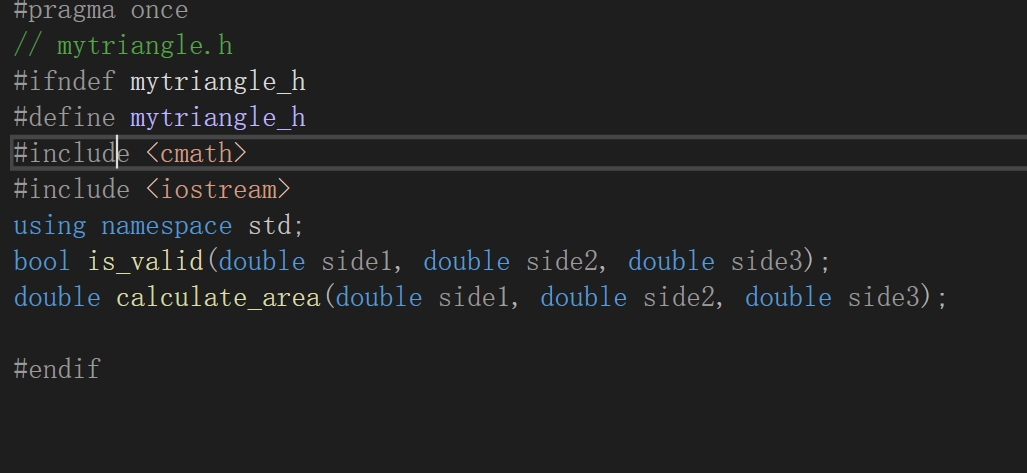 #pragma once
// mytriangle.h
#ifndef mytriangle_h
#define mytriangle_h
#include <cmath>
#include <iostream>
using namespace std;
bool is_valid(double side1, double side2, double side3);
double calculate_area(double side1, double side2, double side3);
#endif